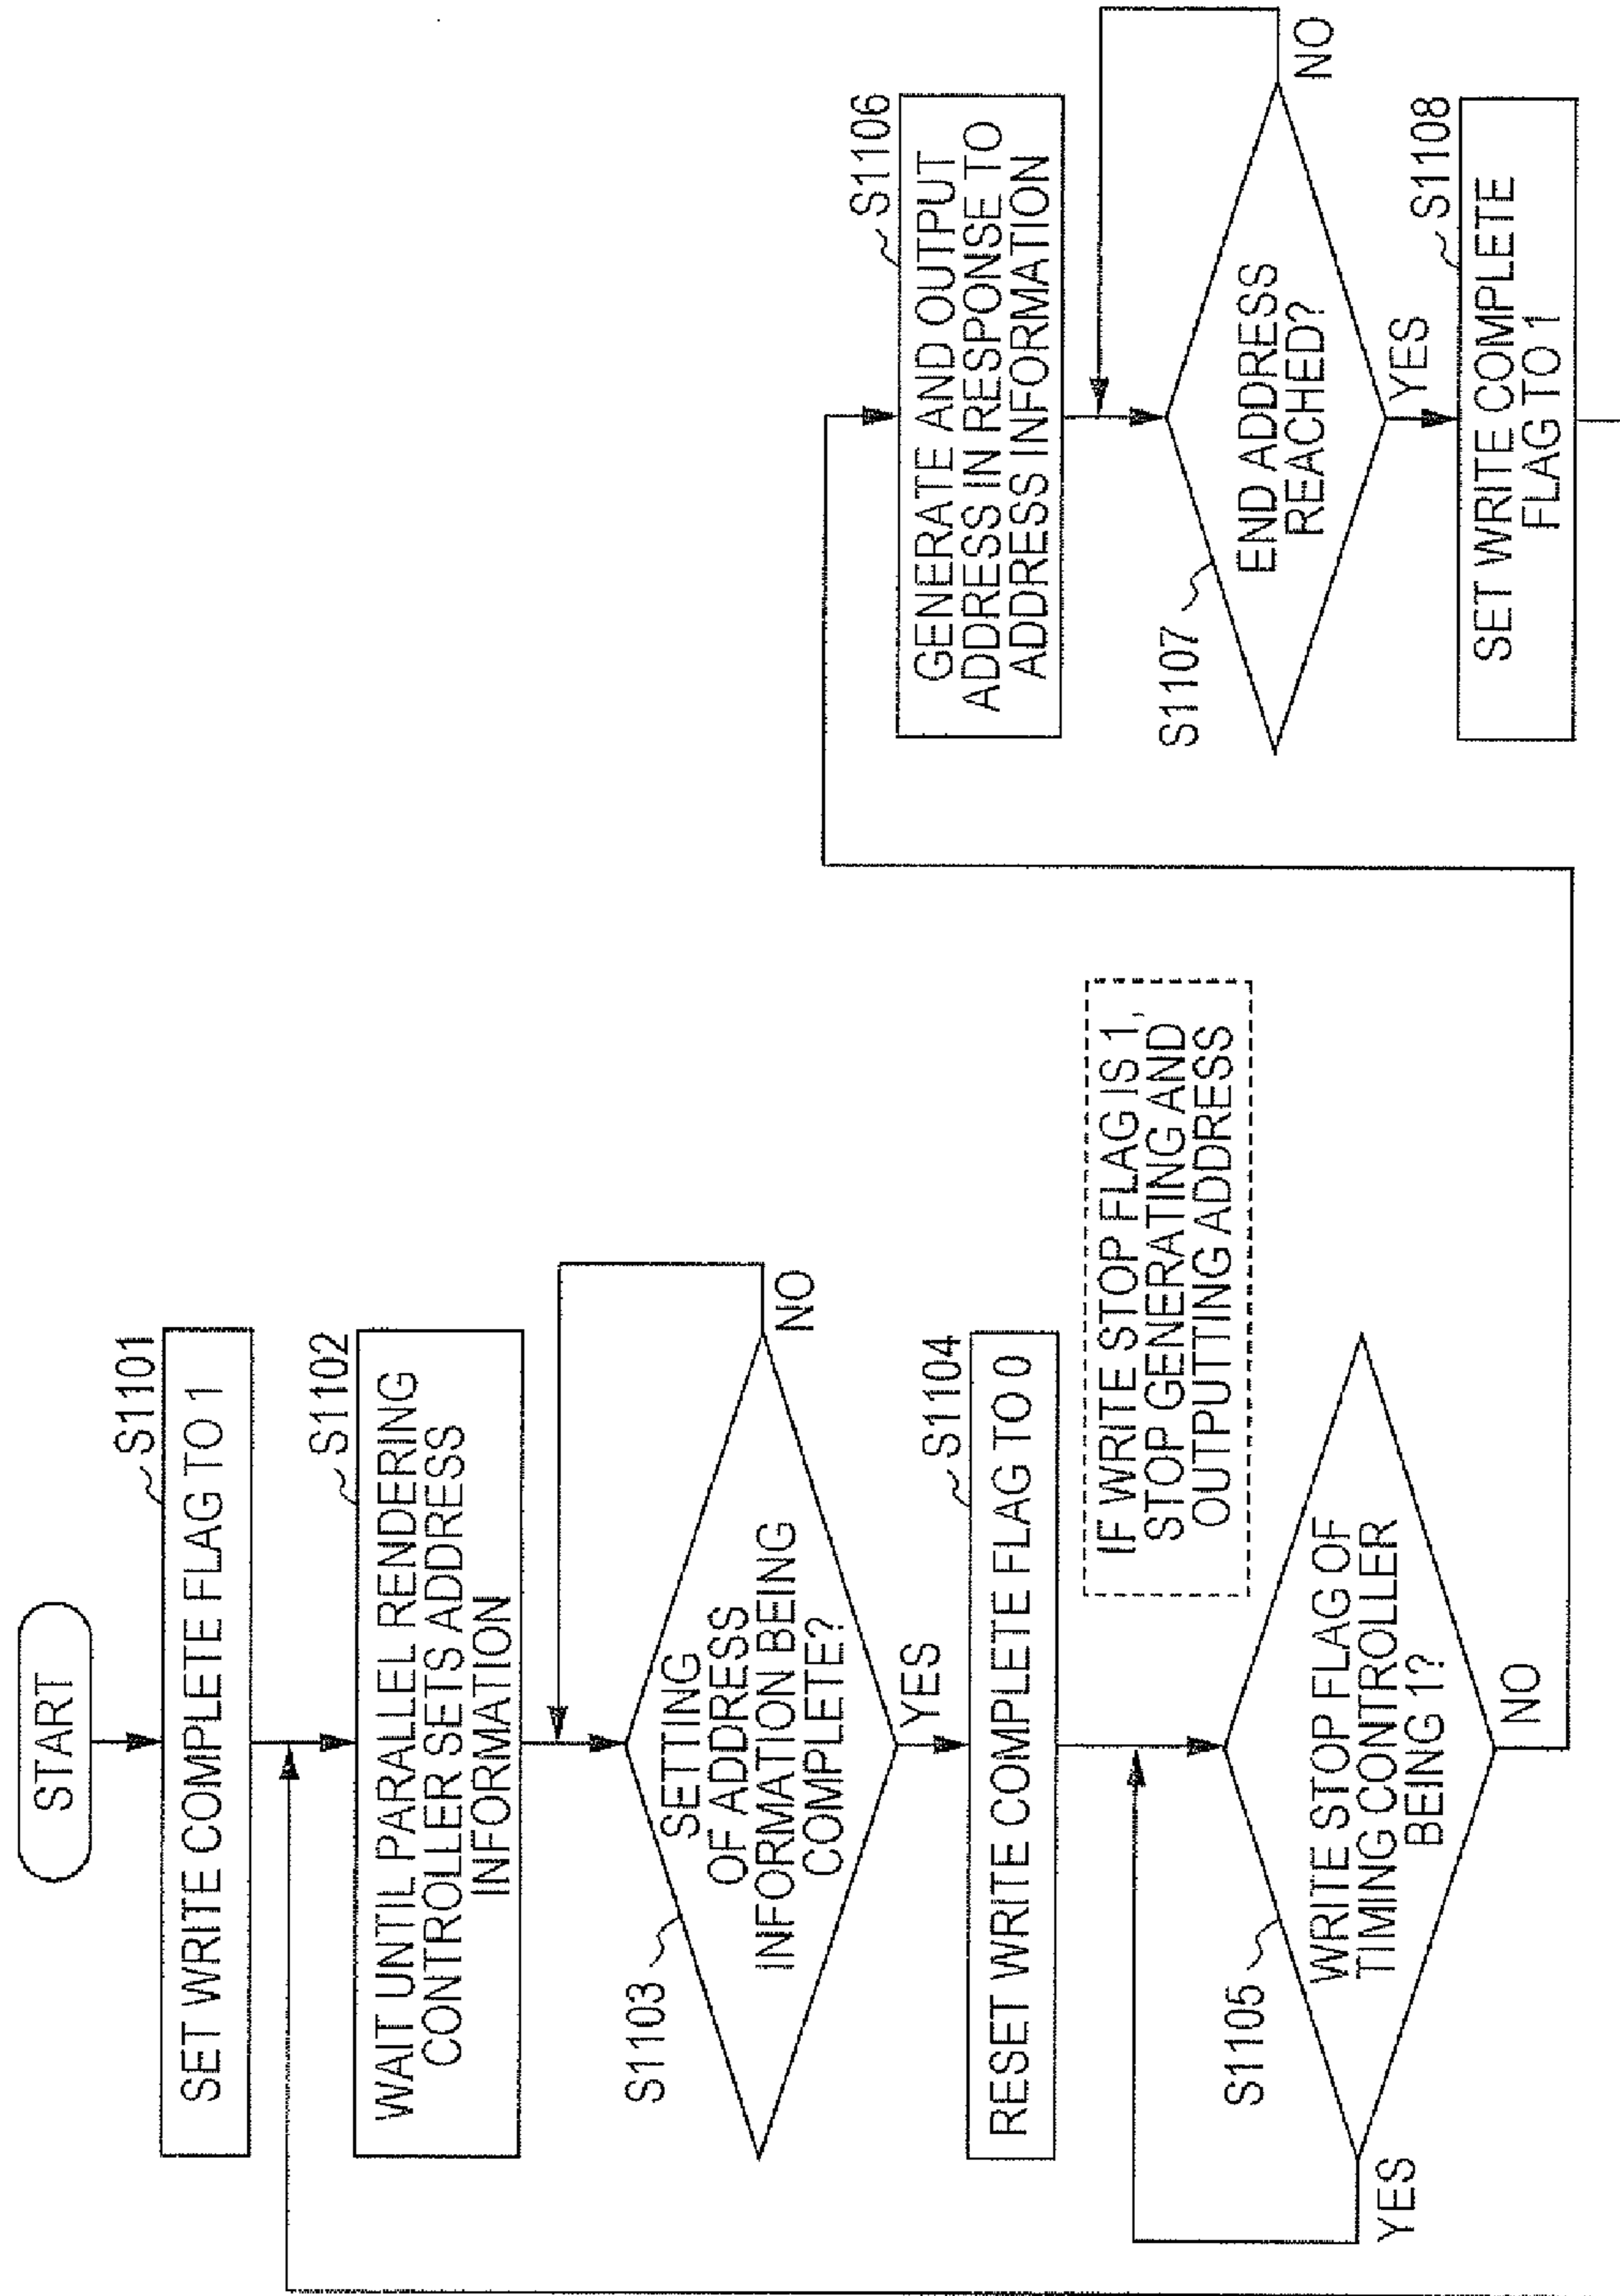 START
S1101
SET WRITE COMPLETE FLAG TO 1
S1102
WAIT UNTIL PARALLEL RENDERING
CONTROLLER SETS ADDRESS
INFORMATION
S1103
SETTING
OF ADDRESS
INFORMATION BEING
COMPLETE?
NO
YES
S1104
RESET WRITE COMPLETE FLAG TO 0
IF WRITE STOP FLAG IS 1,
STOP GENERATING AND
OUTPUTTING ADDRESS
S1105
WRITE STOP FLAG OF
TIMING CONTROLLER
BEING 1?
YES
NO
S1106
GENERATE AND OUTPUT
ADDRESS IN RESPONSE TO
ADDRESS INFORMATION
S1107
END ADDRESS
REACHED?
NO
YES
S1108
SET WRITE COMPLETE
FLAG TO 1